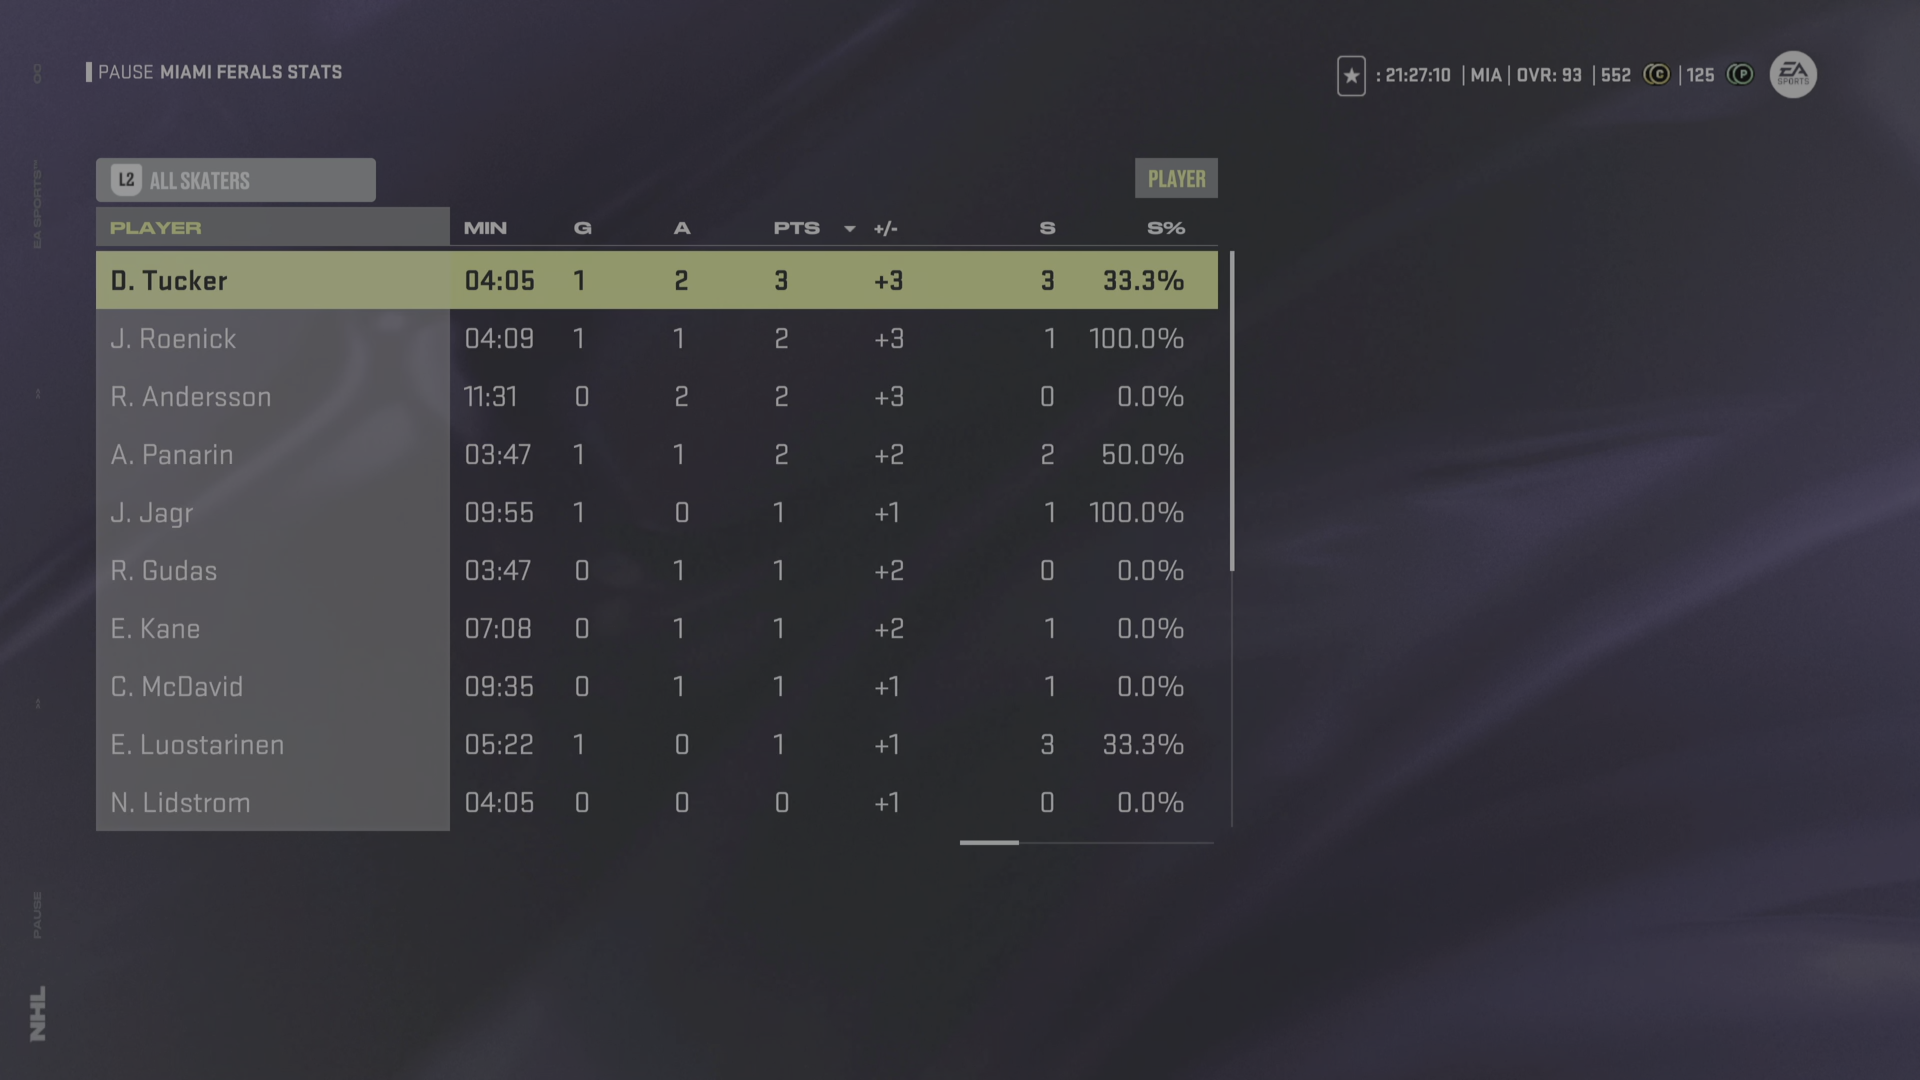 PAUSE MIAMI FERALS STATS
: 21:27:10 | MIA | OVR: 93 | 552 C | 125 P EA SPORTS
L2 ALL SKATERS
PLAYER
PLAYER MIN G A PTS +/- S S%
D. Tucker 04:05 1 2 3 +3 3 33.3%
J. Roenick 04:09 1 1 2 +3 1 100.0%
R. Andersson 11:31 0 2 2 +3 0 0.0%
A. Panarin 03:47 1 1 2 +2 2 50.0%
J. Jagr 09:55 1 0 1 +1 1 100.0%
R. Gudas 03:47 0 1 1 +2 0 0.0%
E. Kane 07:08 0 1 1 +2 1 0.0%
C. McDavid 09:35 0 1 1 +1 1 0.0%
E. Luostarinen 05:22 1 0 1 +1 3 33.3%
N. Lidstrom 04:05 0 0 0 +1 0 0.0%
EA SPORTS™
PAUSE
NHL